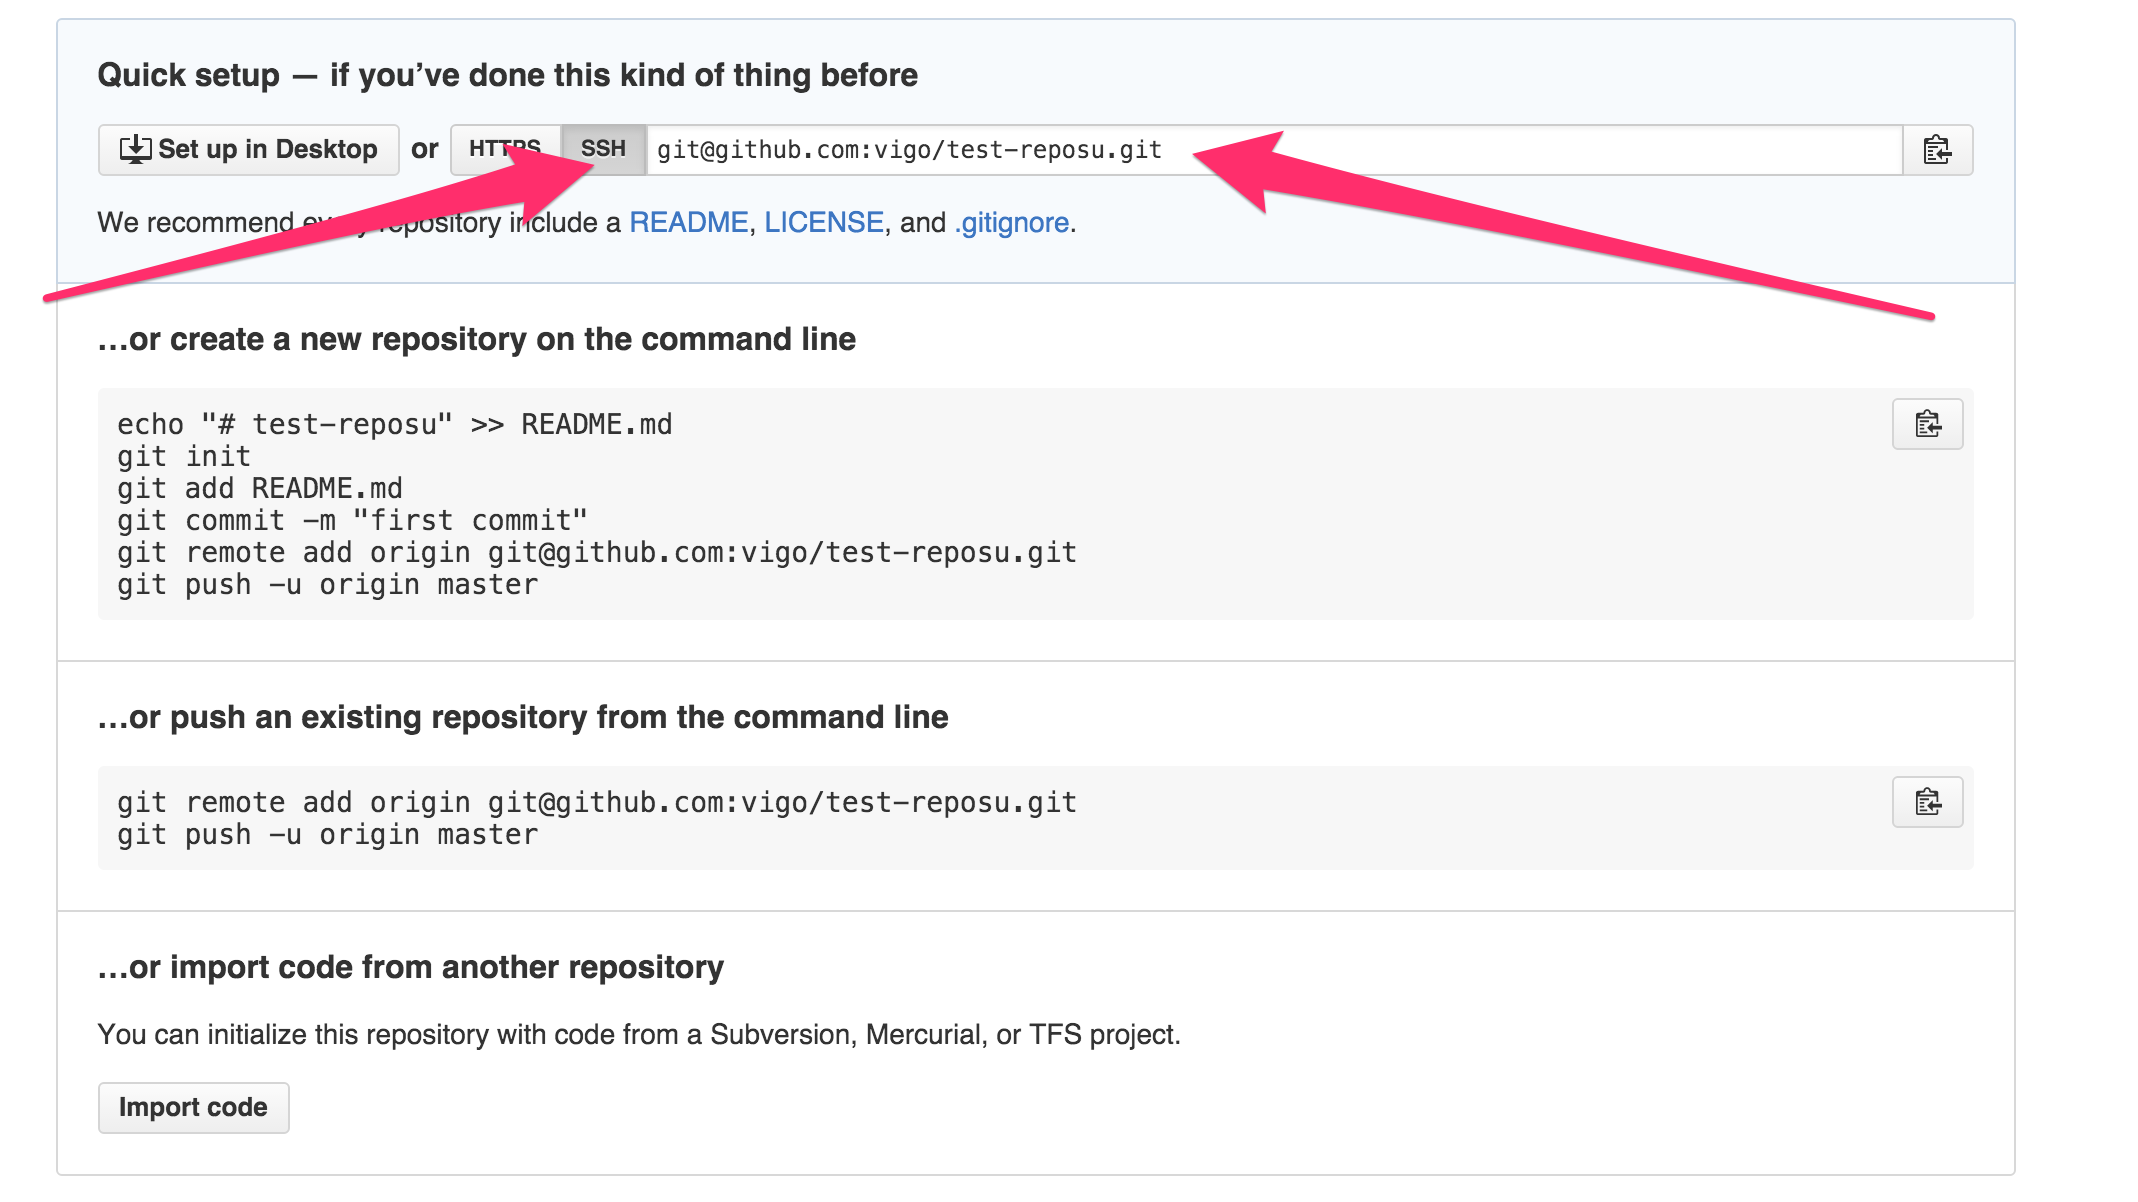 Quick setup — if you’ve done this kind of thing before
Set up in Desktop or HTTPS SSH git@github.com:vigo/test-reposu.git
We recommend every repository include a README, LICENSE, and .gitignore.
…or create a new repository on the command line
echo "# test-reposu" >> README.md
git init
git add README.md
git commit -m "first commit"
git remote add origin git@github.com:vigo/test-reposu.git
git push -u origin master
…or push an existing repository from the command line
git remote add origin git@github.com:vigo/test-reposu.git
git push -u origin master
…or import code from another repository
You can initialize this repository with code from a Subversion, Mercurial, or TFS project.
Import code